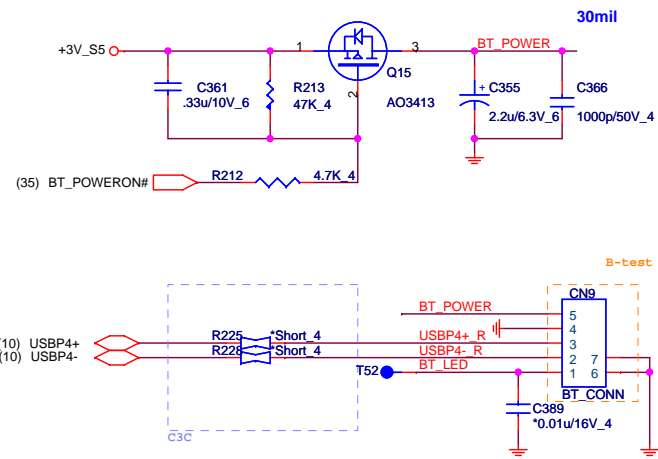 30mil
+3V_S5
1
3
BT_POWER
Q15
C361
.33u/10V_6
R213
47K_4
2
AO3413
+
C355
2.2u/6.3V_6
C366
1000p/50V_4
(35) BT_POWERON#
R212
4.7K_4
B-test
CN9
BT_POWER
5
4
(10) USBP4+
R225
*Short_4
USBP4+_R
3
(10) USBP4-
R228
*Short_4
USBP4-_R
2 7
T52
BT_LED
1 6
BT_CONN
C389
*0.01u/16V_4
C3C